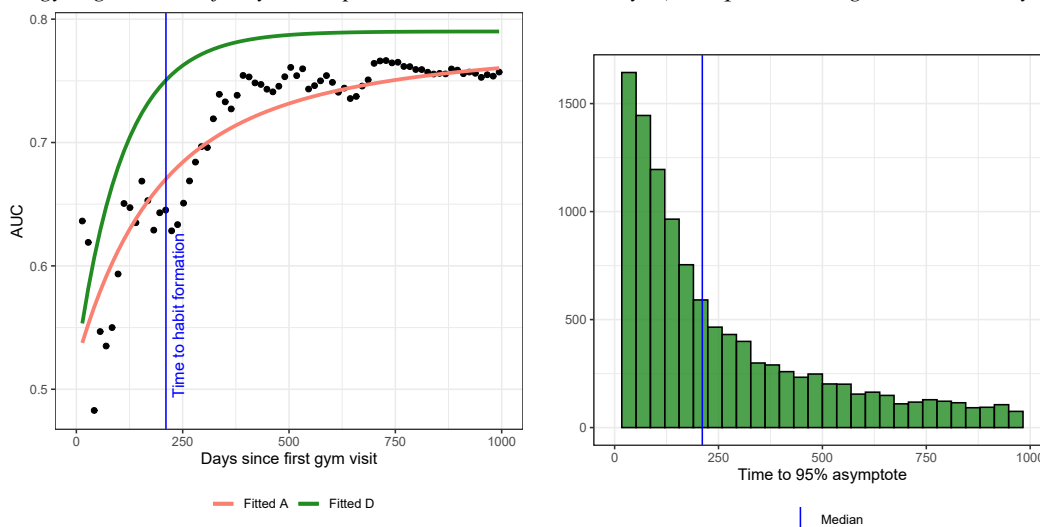 0.8
0.7
0.6
0.5
AUC
Time to habit formation
0
250
500
750
1000
Days since first gym visit
Fitted A
Fitted D
1500
1000
500
0
0
250
500
750
1000
Time to 95% asymptote
Median